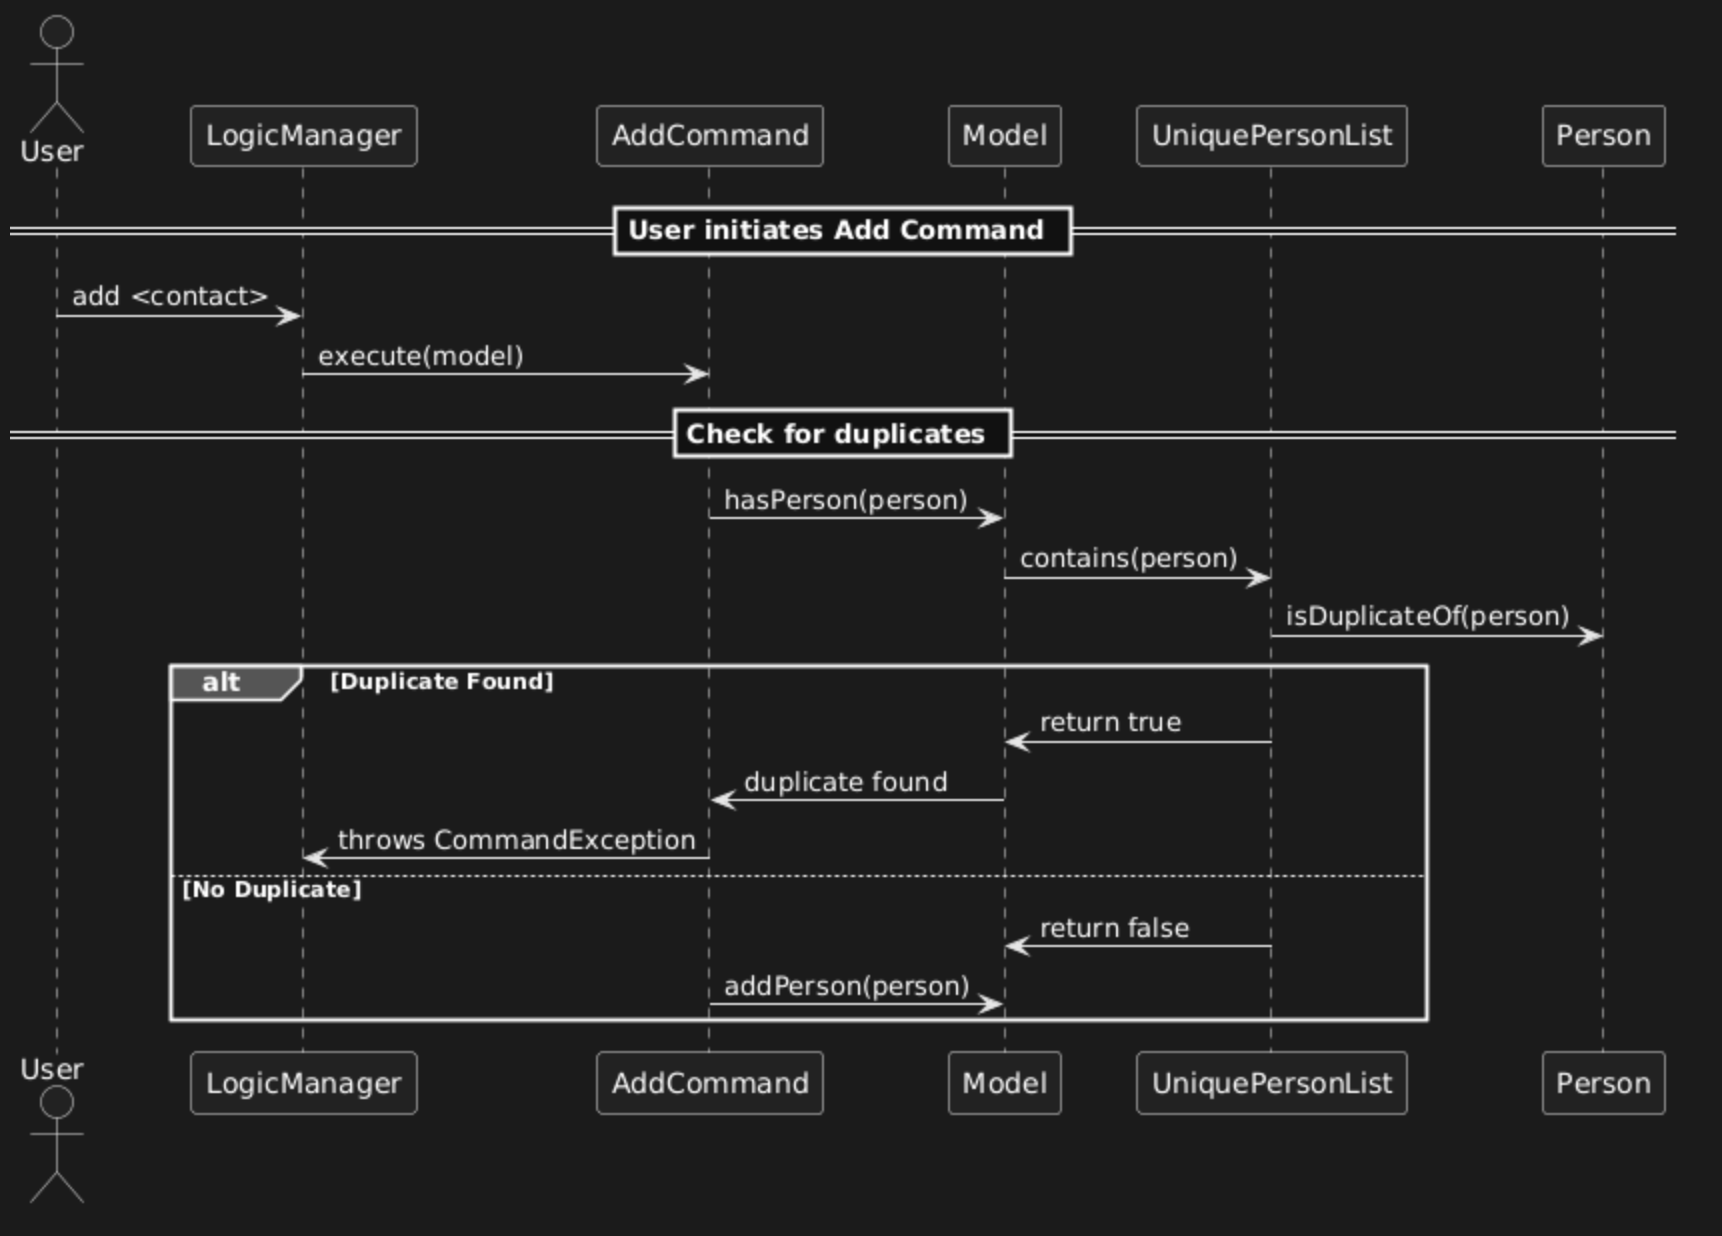 User
LogicManager
AddCommand
Model
UniquePersonList
Person
User initiates Add Command
add <contact>
execute(model)
Check for duplicates
hasPerson(person)
contains(person)
isDuplicateOf(person)
alt
[Duplicate Found]
return true
duplicate found
throws CommandException
[No Duplicate]
return false
addPerson(person)
User
LogicManager
AddCommand
Model
UniquePersonList
Person